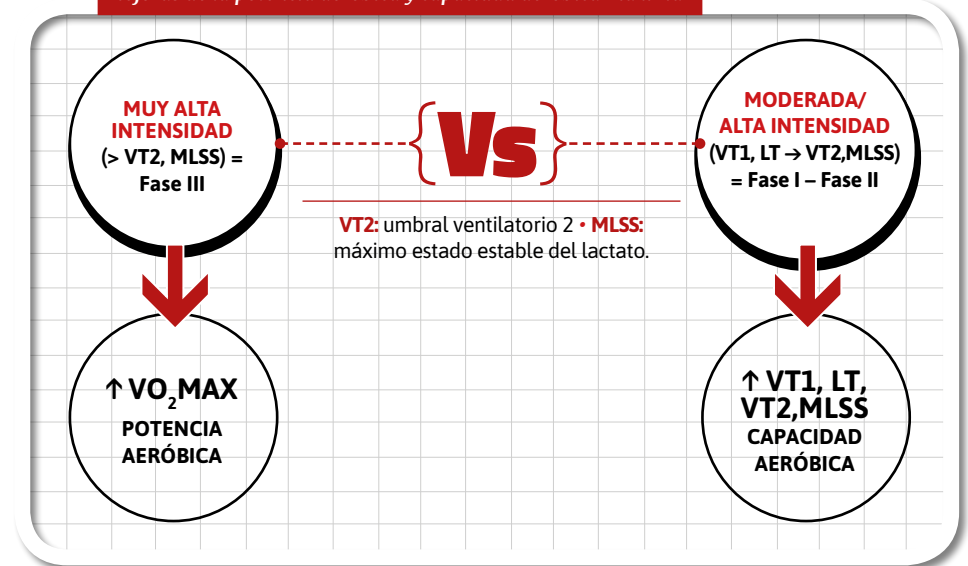 MUY ALTA
INTENSIDAD
(> VT2, MLSS) =
Fase III
Vs
MODERADA/
ALTA INTENSIDAD
(VT1, LT → VT2,MLSS)
= Fase I – Fase II
VT2: umbral ventilatorio 2 • MLSS:
máximo estado estable del lactato.
↑ VO₂MAX
POTENCIA
AERÓBICA
↑ VT1, LT,
VT2,MLSS
CAPACIDAD
AERÓBICA